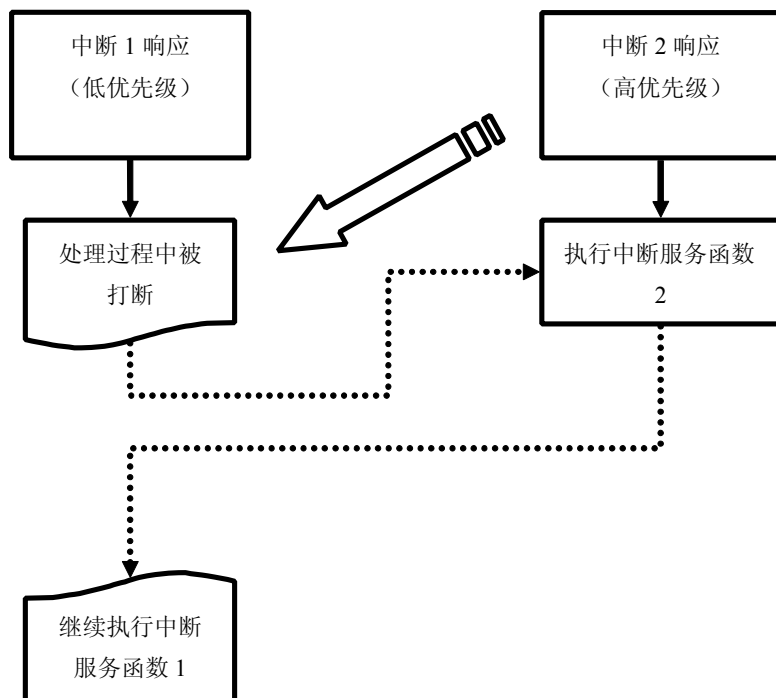 中断 1 响应
（低优先级）
中断 2 响应
（高优先级）
处理过程中被
打断
执行中断服务函数
2
继续执行中断
服务函数 1